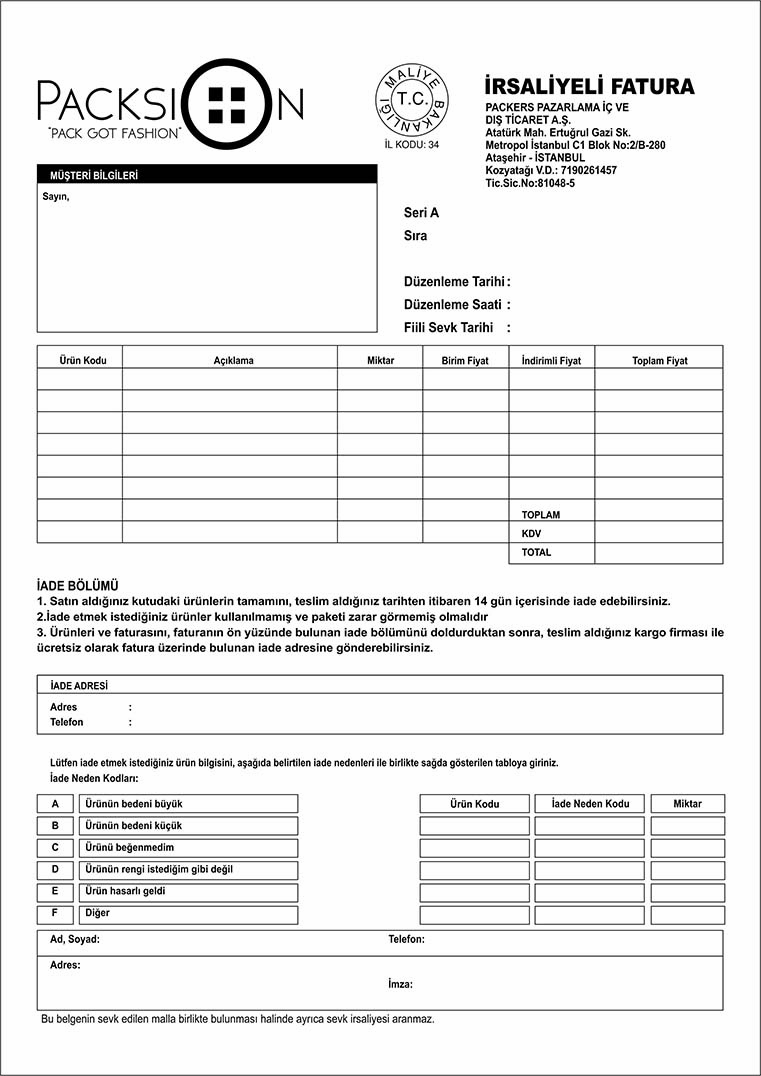 PACKSION
"PACK GOT FASHION"
MALİYE BAKANLIĞI
T.C.
İL KODU: 34
İRSALİYELİ FATURA
PACKERS PAZARLAMA İÇ VE
DIŞ TİCARET A.Ş.
Atatürk Mah. Ertuğrul Gazi Sk.
Metropol İstanbul C1 Blok No:2/B-280
Ataşehir - İSTANBUL
Kozyatağı V.D.: 7190261457
Tic.Sic.No:81048-5
MÜŞTERİ BİLGİLERİ
Sayın,
Seri A
Sıra
Düzenleme Tarihi :
Düzenleme Saati :
Fiili Sevk Tarihi :
Ürün Kodu Açıklama Miktar Birim Fiyat İndirimli Fiyat Toplam Fiyat
TOPLAM
KDV
TOTAL
İADE BÖLÜMÜ
1. Satın aldığınız kutudaki ürünlerin tamamını, teslim aldığınız tarihten itibaren 14 gün içerisinde iade edebilirsiniz.
2.İade etmek istediğiniz ürünler kullanılmamış ve paketi zarar görmemiş olmalıdır
3. Ürünleri ve faturasını, faturanın ön yüzünde bulunan iade bölümünü doldurduktan sonra, teslim aldığınız kargo firması ile
ücretsiz olarak fatura üzerinde bulunan iade adresine gönderebilirsiniz.
İADE ADRESİ
Adres :
Telefon :
Lütfen iade etmek istediğiniz ürün bilgisini, aşağıda belirtilen iade nedenleri ile birlikte sağda gösterilen tabloya giriniz.
İade Neden Kodları:
A Ürünün bedeni büyük
B Ürünün bedeni küçük
C Ürünü beğenmedim
D Ürünün rengi istediğim gibi değil
E Ürün hasarlı geldi
F Diğer
Ürün Kodu İade Neden Kodu Miktar
Ad, Soyad: Telefon:
Adres:
İmza:
Bu belgenin sevk edilen malla birlikte bulunması halinde ayrıca sevk irsaliyesi aranmaz.